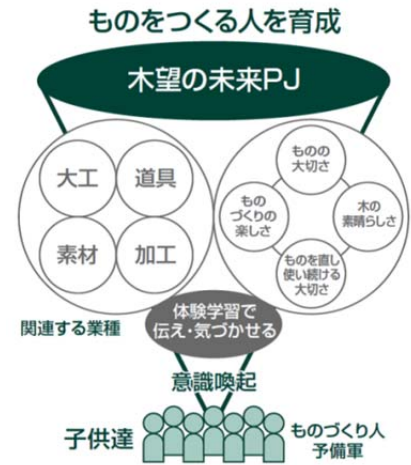 ものをつくる人を育成
木望の未来PJ
大工
道具
素材
加工
ものの
大切さ
もの
づくりの
楽しさ
木の
素晴らしさ
ものを直し
使い続ける
大切さ
関連する業種
体験学習で
伝え・気づかせる
意識喚起
子供達
ものづくり人
予備軍